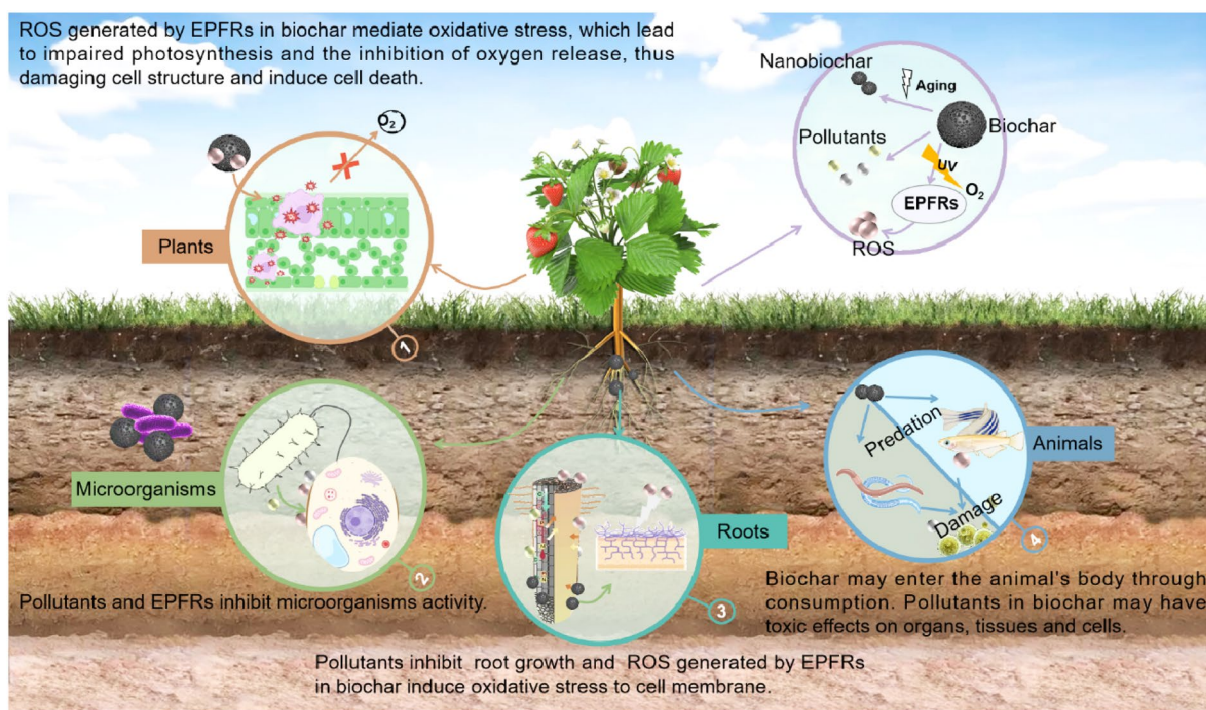 ROS generated by EPFRs in biochar mediate oxidative stress, which lead
to impaired photosynthesis and the inhibition of oxygen release, thus
damaging cell structure and induce cell death.
O₂
Plants
1
Nanobiochar
Aging
Biochar
Pollutants
UV
O₂
EPFRs
ROS
Microorganisms
2
Pollutants and EPFRs inhibit microorganisms activity.
Roots
3
Pollutants inhibit root growth and ROS generated by EPFRs
in biochar induce oxidative stress to cell membrane.
Predation
Animals
Damage
4
Biochar may enter the animal's body through
consumption. Pollutants in biochar may have
toxic effects on organs, tissues and cells.